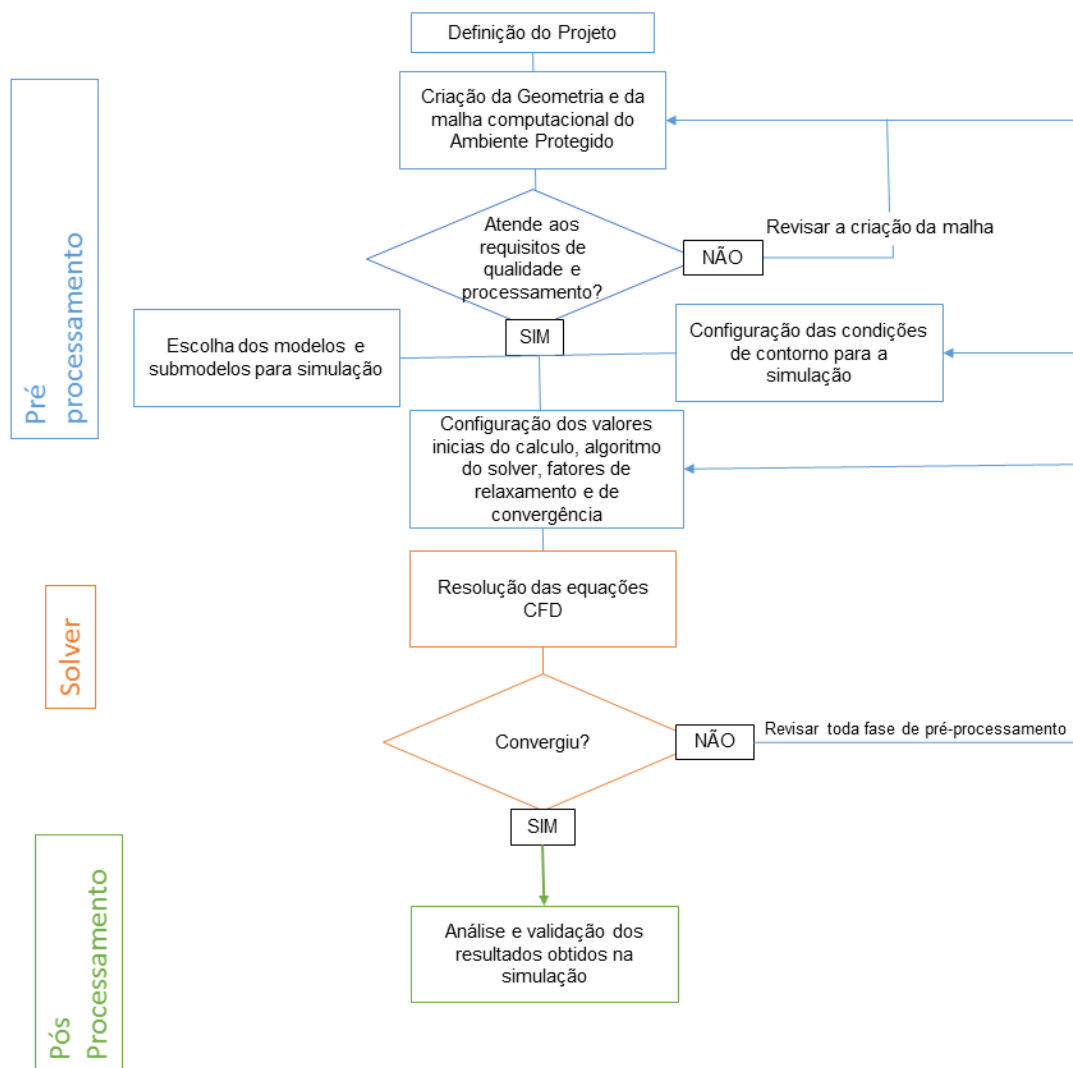 Definição do Projeto
Pré
processamento
Criação da Geometria e da
malha computacional do
Ambiente Protegido
Atende aos
requisitos de
qualidade e
processamento?
NÃO
Revisar a criação da malha
SIM
Escolha dos modelos e
submodelos para simulação
Configuração das condições
de contorno para a
simulação
Configuração dos valores
inicias do calculo, algoritmo
do solver, fatores de
relaxamento e de
convergência
Solver
Resolução das equações
CFD
Convergiu?
NÃO
Revisar toda fase de pré-processamento
SIM
Pós
Processamento
Análise e validação dos
resultados obtidos na
simulação